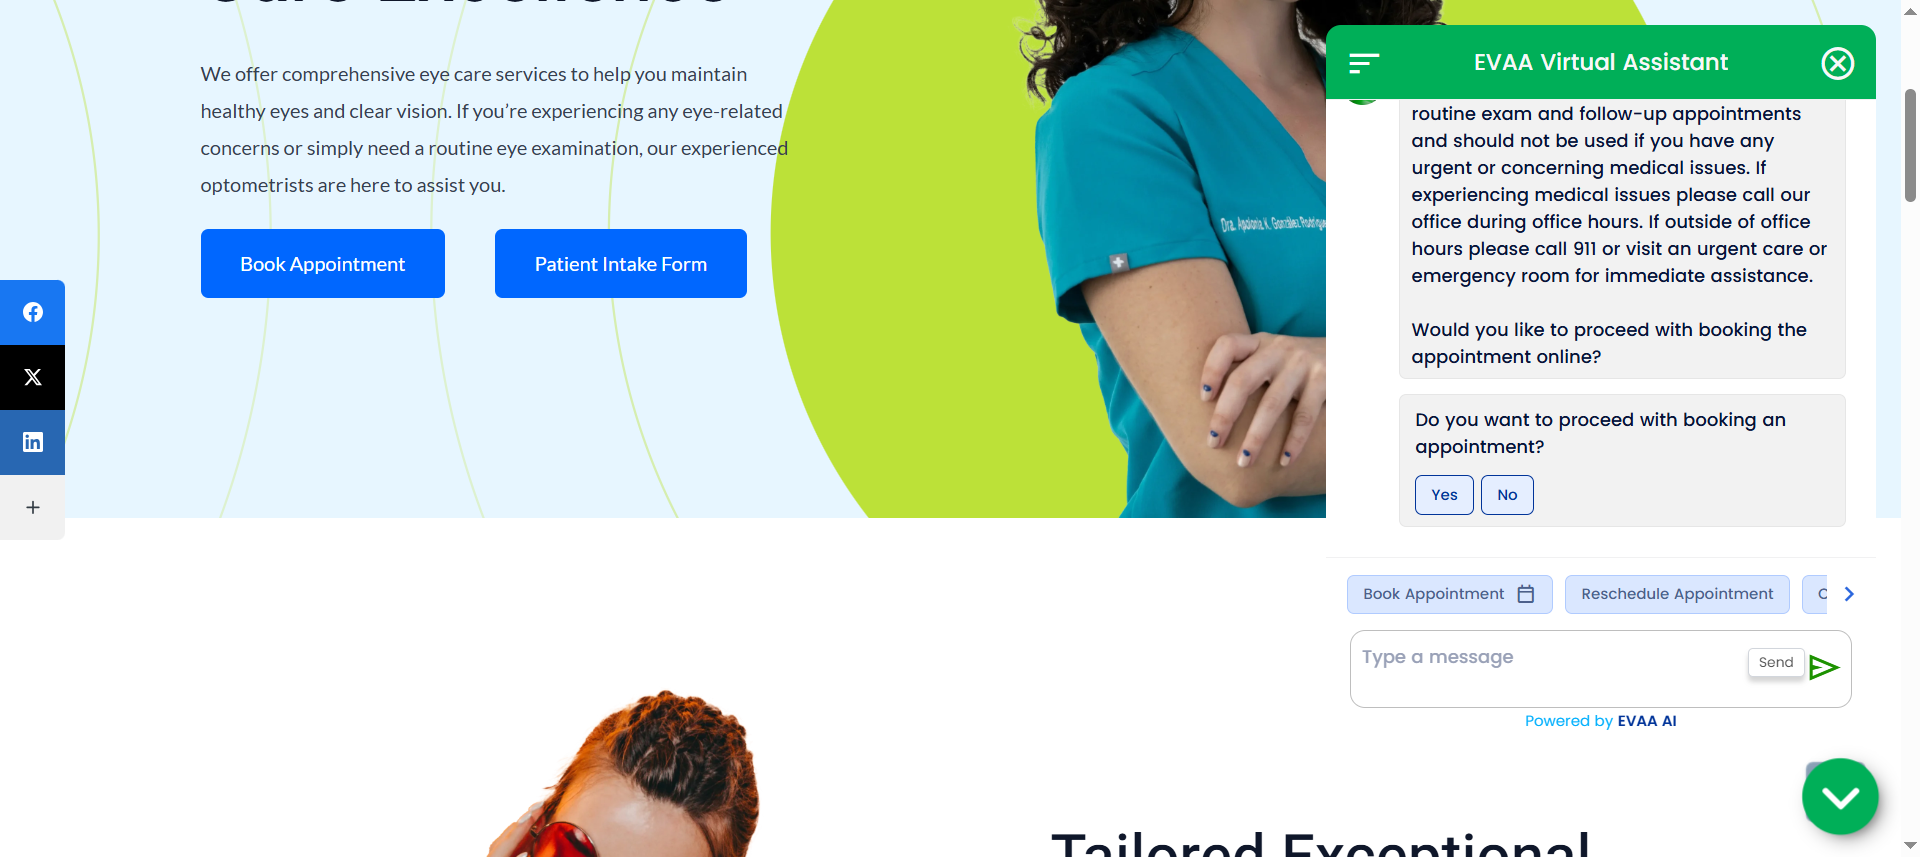 We offer comprehensive eye care services to help you maintain
healthy eyes and clear vision. If you’re experiencing any eye-related
concerns or simply need a routine eye examination, our experienced
optometrists are here to assist you.
Book Appointment
Patient Intake Form
Dra. Apolonia K. González Rodrígue
EVAA Virtual Assistant
routine exam and follow-up appointments
and should not be used if you have any
urgent or concerning medical issues. If
experiencing medical issues please call our
office during office hours. If outside of office
hours please call 911 or visit an urgent care or
emergency room for immediate assistance.
Would you like to proceed with booking the
appointment online?
Do you want to proceed with booking an
appointment?
Yes
No
Book Appointment
Reschedule Appointment
Type a message
Send
Powered by EVAA AI
Tailored Exceptional